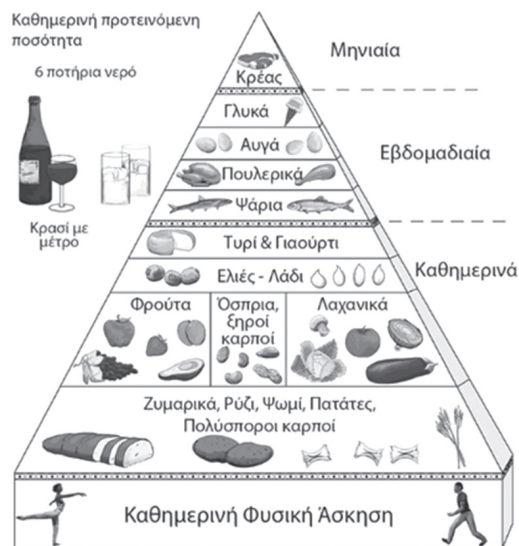 Καθημερινή προτεινόμενη
ποσότητα
6 ποτήρια νερό
Κρασί με
μέτρο
Κρέας
Μηνιαία
Γλυκά
Αυγά
Πουλερικά
Ψάρια
Εβδομαδιαία
Τυρί & Γιαούρτι
Ελιές - Λάδι
Καθημερινά
Φρούτα
Όσπρια,
ξηροί
καρποί
Λαχανικά
Ζυμαρικά, Ρύζι, Ψωμί, Πατάτες,
Πολύσποροι καρποί
Καθημερινή Φυσική Άσκηση